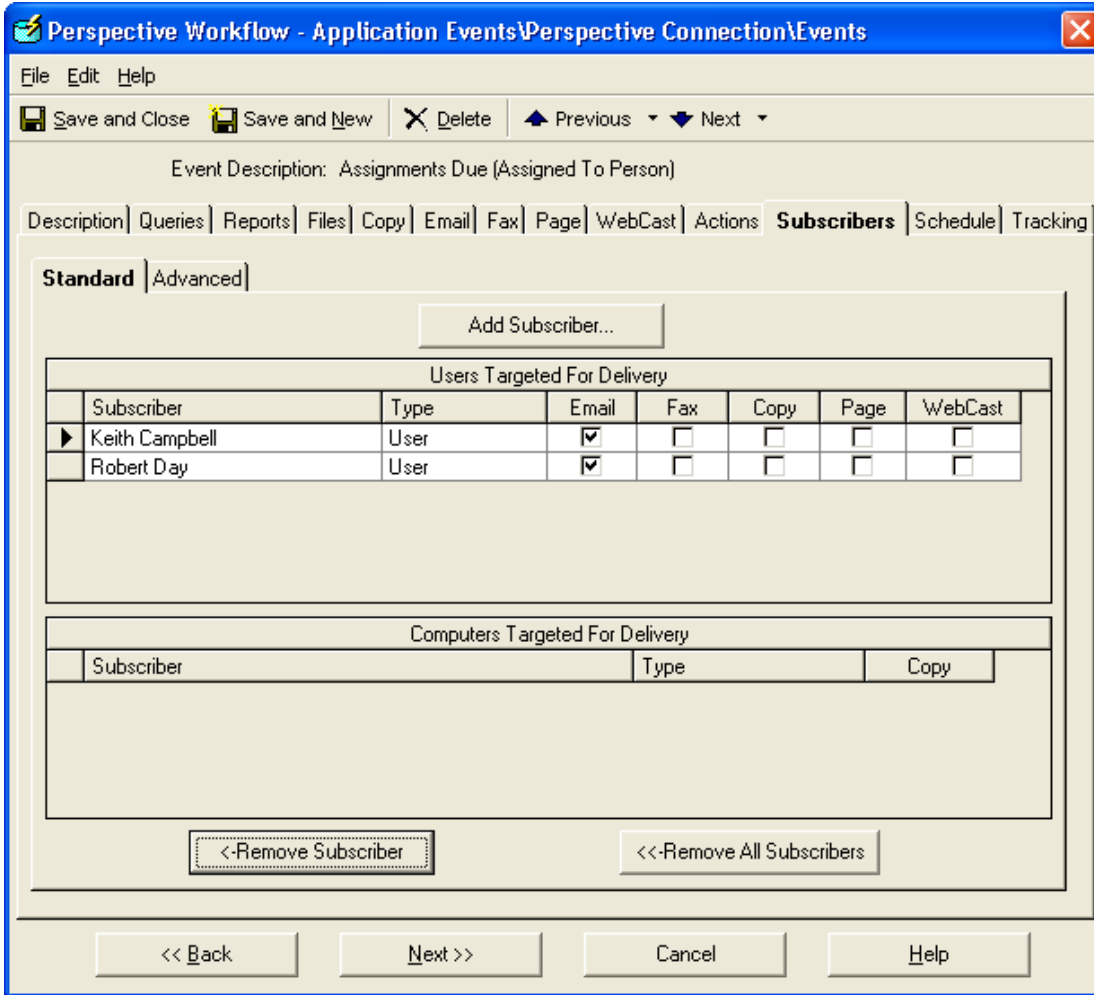 Perspective Workflow - Application Events\Perspective Connection\Events
File Edit Help
Save and Close Save and New Delete Previous Next
Event Description: Assignments Due (Assigned To Person)
Description Queries Reports Files Copy Email Fax Page WebCast Actions Subscribers Schedule Tracking
Standard Advanced
Add Subscriber...
Users Targeted For Delivery
Subscriber Type Email Fax Copy Page WebCast
Keith Campbell User
Robert Day User
Computers Targeted For Delivery
Subscriber Type Copy
<-Remove Subscriber <<-Remove All Subscribers
<< Back Next >> Cancel Help